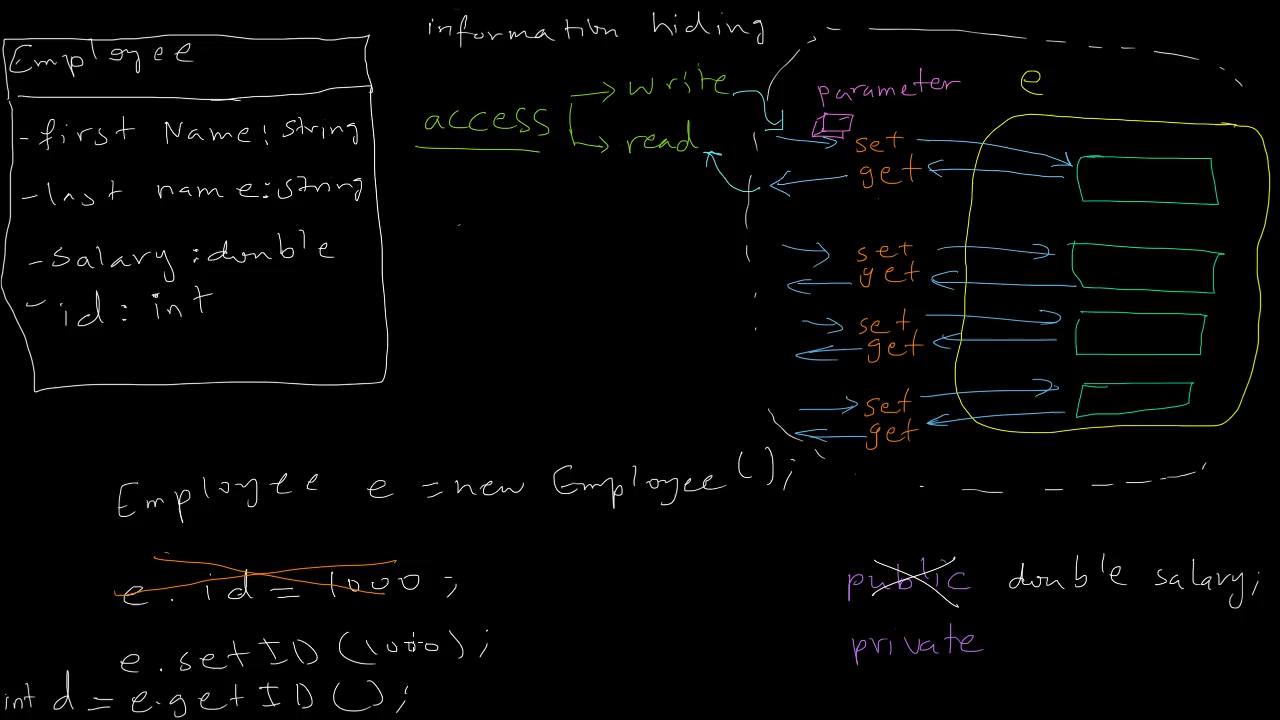 information hiding
Employee
- first Name: string
- last name: string
- salary: double
- id: int
access
write
read
parameter
e
set
get
set
get
set
get
set
get
Employee e = new Employee();
e.id = 1000;
e.setID(1000);
int d = e.getID();
public double salary;
private